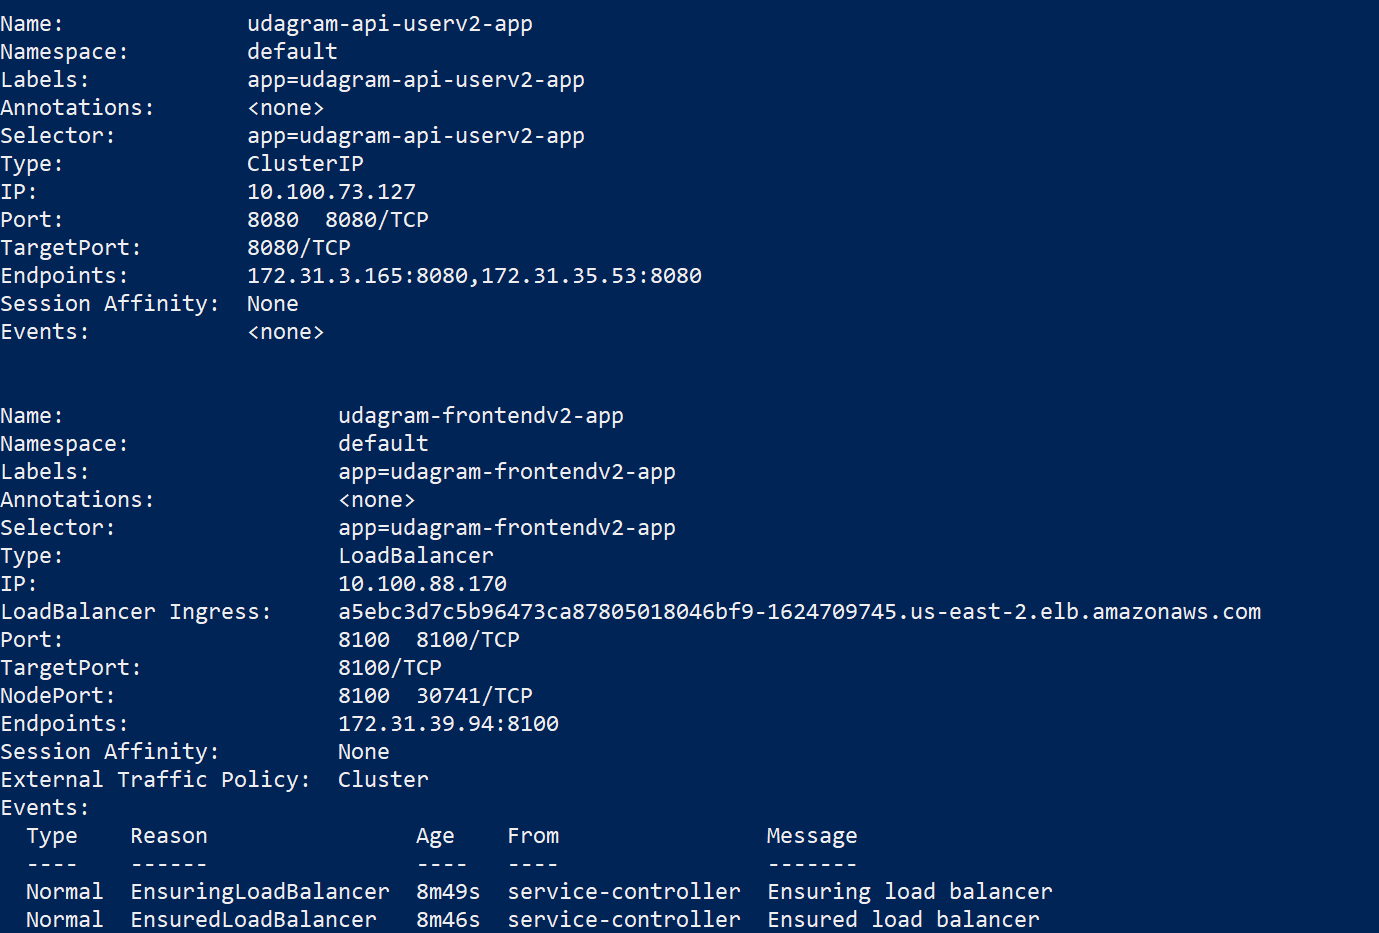 Name:              udagram-api-userv2-app
Namespace:         default
Labels:            app=udagram-api-userv2-app
Annotations:       <none>
Selector:          app=udagram-api-userv2-app
Type:              ClusterIP
IP:                10.100.73.127
Port:              8080  8080/TCP
TargetPort:        8080/TCP
Endpoints:         172.31.3.165:8080,172.31.35.53:8080
Session Affinity:  None
Events:            <none>
Name:                     udagram-frontendv2-app
Namespace:                default
Labels:                   app=udagram-frontendv2-app
Annotations:              <none>
Selector:                 app=udagram-frontendv2-app
Type:                     LoadBalancer
IP:                       10.100.88.170
LoadBalancer Ingress:     a5ebc3d7c5b96473ca87805018046bf9-1624709745.us-east-2.elb.amazonaws.com
Port:                     8100  8100/TCP
TargetPort:               8100/TCP
NodePort:                 8100  30741/TCP
Endpoints:                172.31.39.94:8100
Session Affinity:         None
External Traffic Policy:  Cluster
Events:
  Type    Reason                Age    From                Message
  ----    ------                ----   ----                -------
  Normal  EnsuringLoadBalancer  8m49s  service-controller  Ensuring load balancer
  Normal  EnsuredLoadBalancer   8m46s  service-controller  Ensured load balancer